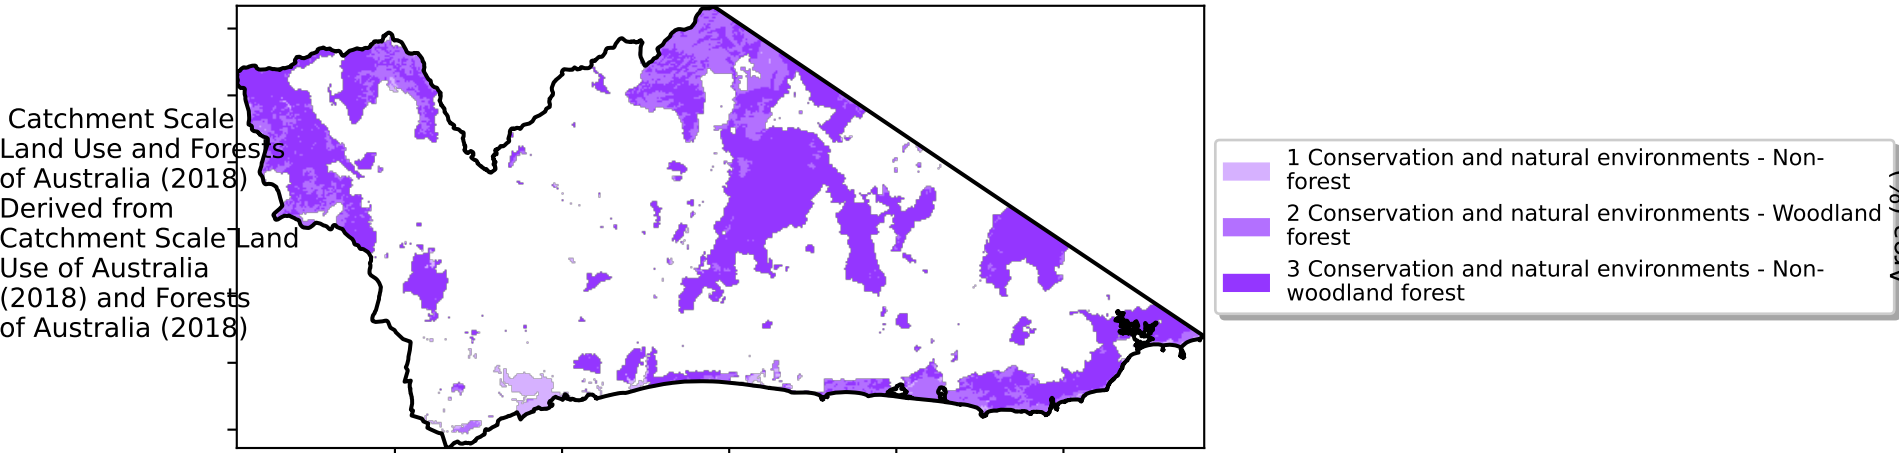 Catchment Scale
Land Use and Forests
of Australia (2018)
Derived from
Catchment Scale Land
Use of Australia
(2018) and Forests
of Australia (2018)
1 Conservation and natural environments - Non-
forest
2 Conservation and natural environments - Woodland
forest
3 Conservation and natural environments - Non-
woodland forest